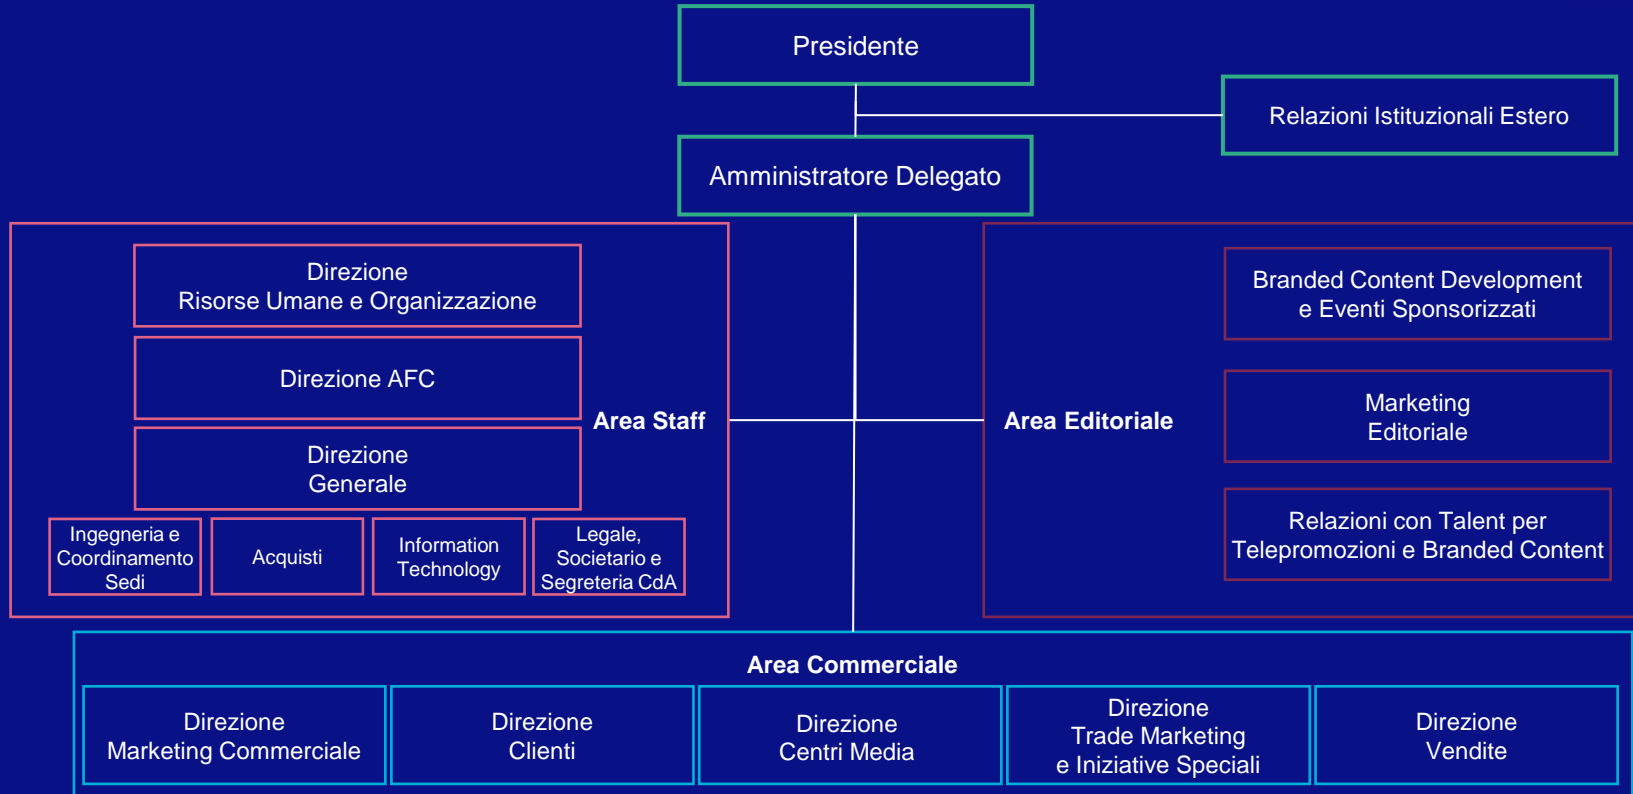 Presidente
Relazioni Istituzionali Estero
Amministratore Delegato
Area Staff
Direzione
Risorse Umane e Organizzazione
Direzione AFC
Direzione
Generale
Ingegneria e
Coordinamento
Sedi
Acquisti
Information
Technology
Legale,
Societario e
Segreteria CdA
Area Editoriale
Branded Content Development
e Eventi Sponsorizzati
Marketing
Editoriale
Relazioni con Talent per
Telepromozioni e Branded Content
Area Commerciale
Direzione
Marketing Commerciale
Direzione
Clienti
Direzione
Centri Media
Direzione
Trade Marketing
e Iniziative Speciali
Direzione
Vendite